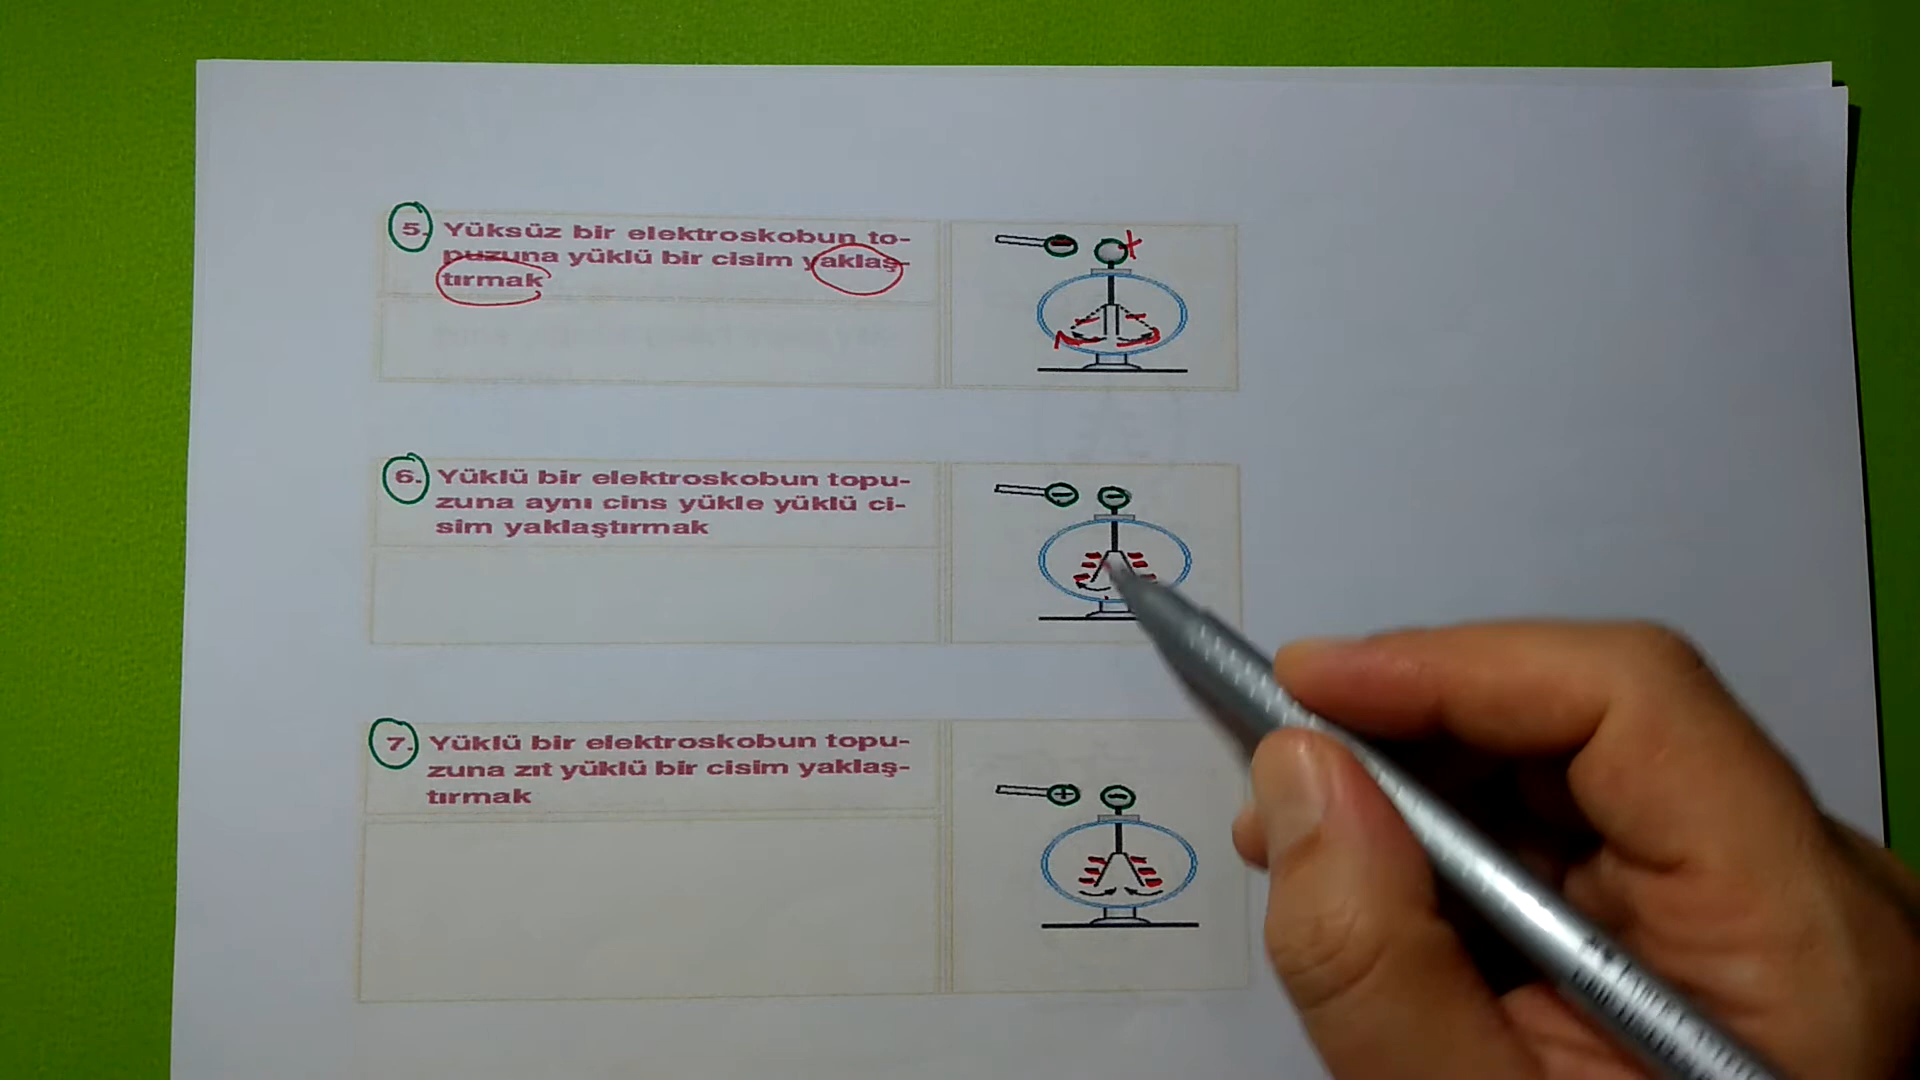 5. Yüksüz bir elektroskobun to-
puzuna yüklü bir cisim yaklaş-
tırmak
6. Yüklü bir elektroskobun topu-
zuna aynı cins yükle yüklü ci-
sim yaklaştırmak
7. Yüklü bir elektroskobun topu-
zuna zıt yüklü bir cisim yaklaş-
tırmak